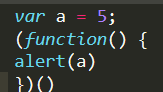 var a = 5;
(function() {
alert(a)
})()